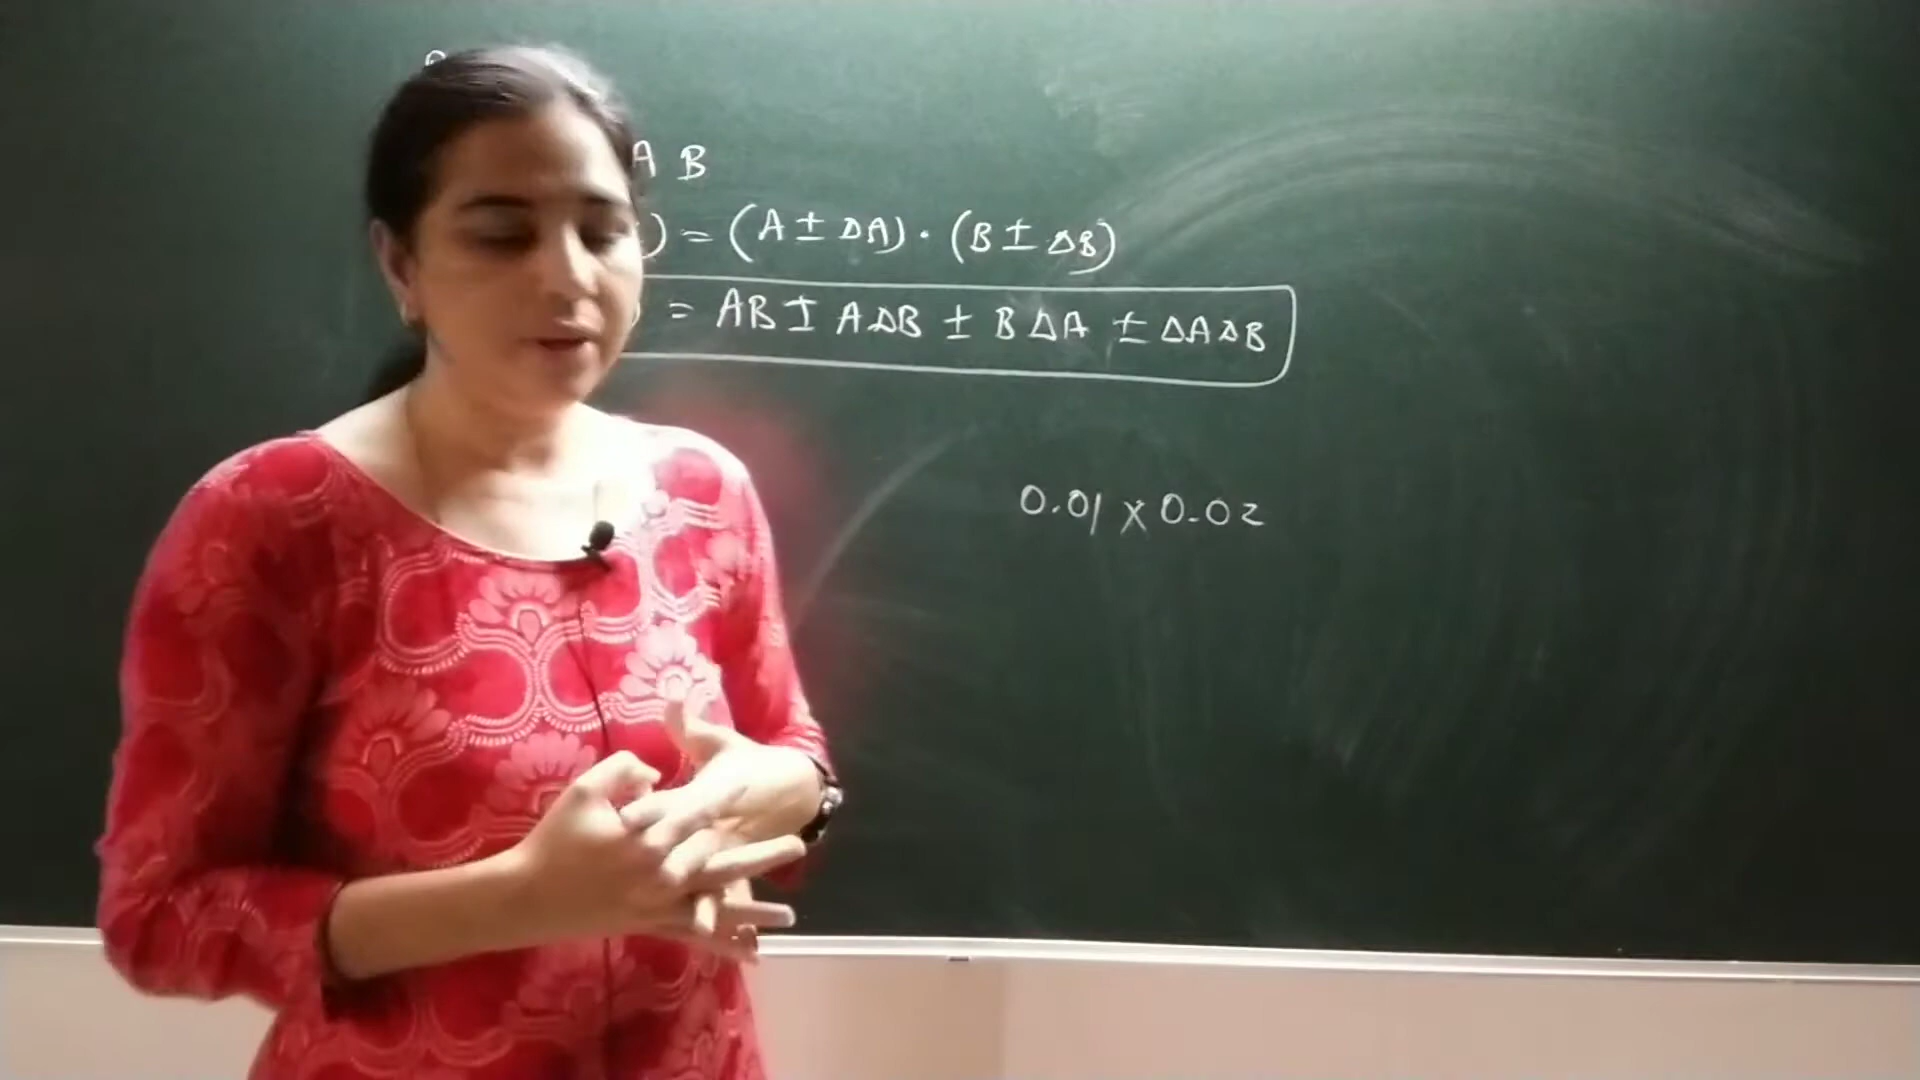 A B
) = (A ± ΔA) · (B ± ΔB)
= AB ± AΔB ± BΔA ± ΔAΔB
0.01 x 0.02